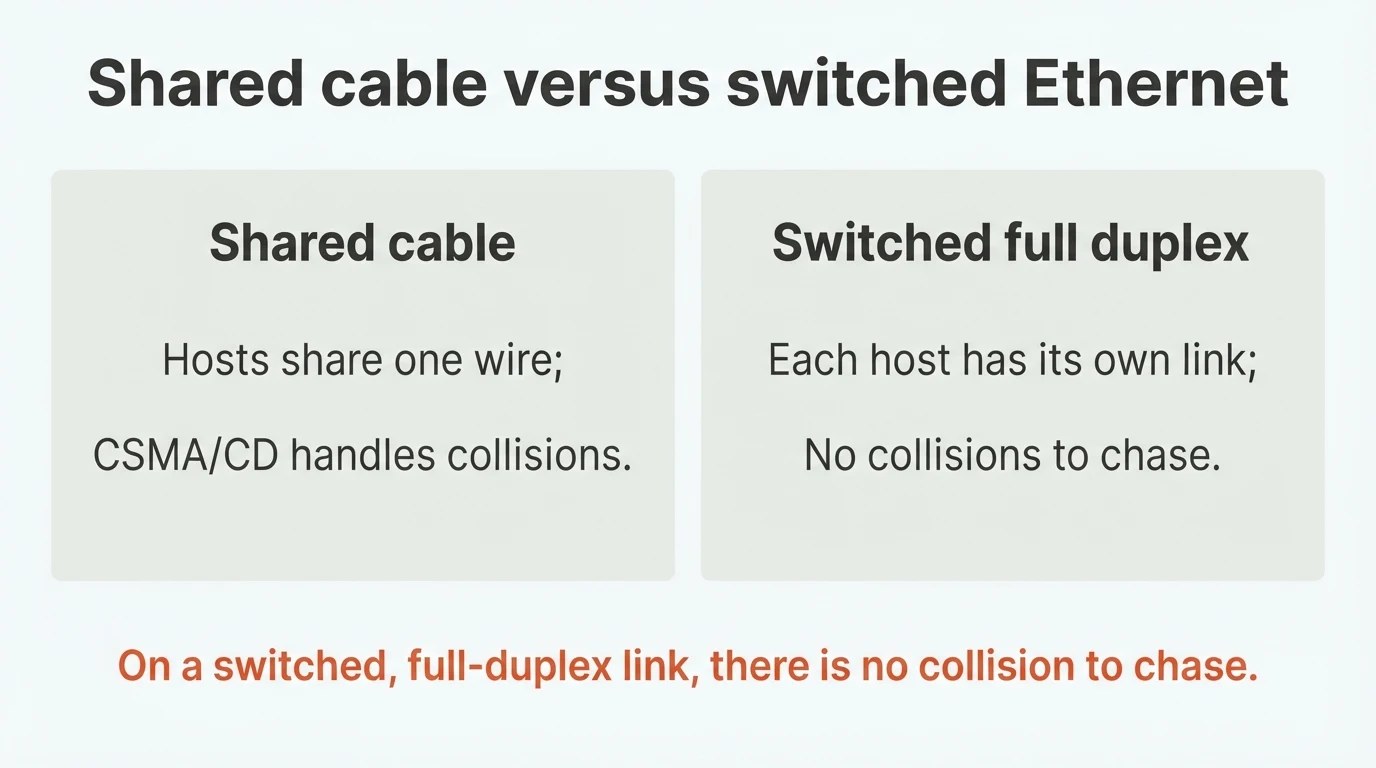 Shared cable versus switched Ethernet
Shared cable
Hosts share one wire;
CSMA/CD handles collisions.
Switched full duplex
Each host has its own link;
No collisions to chase.
On a switched, full-duplex link, there is no collision to chase.